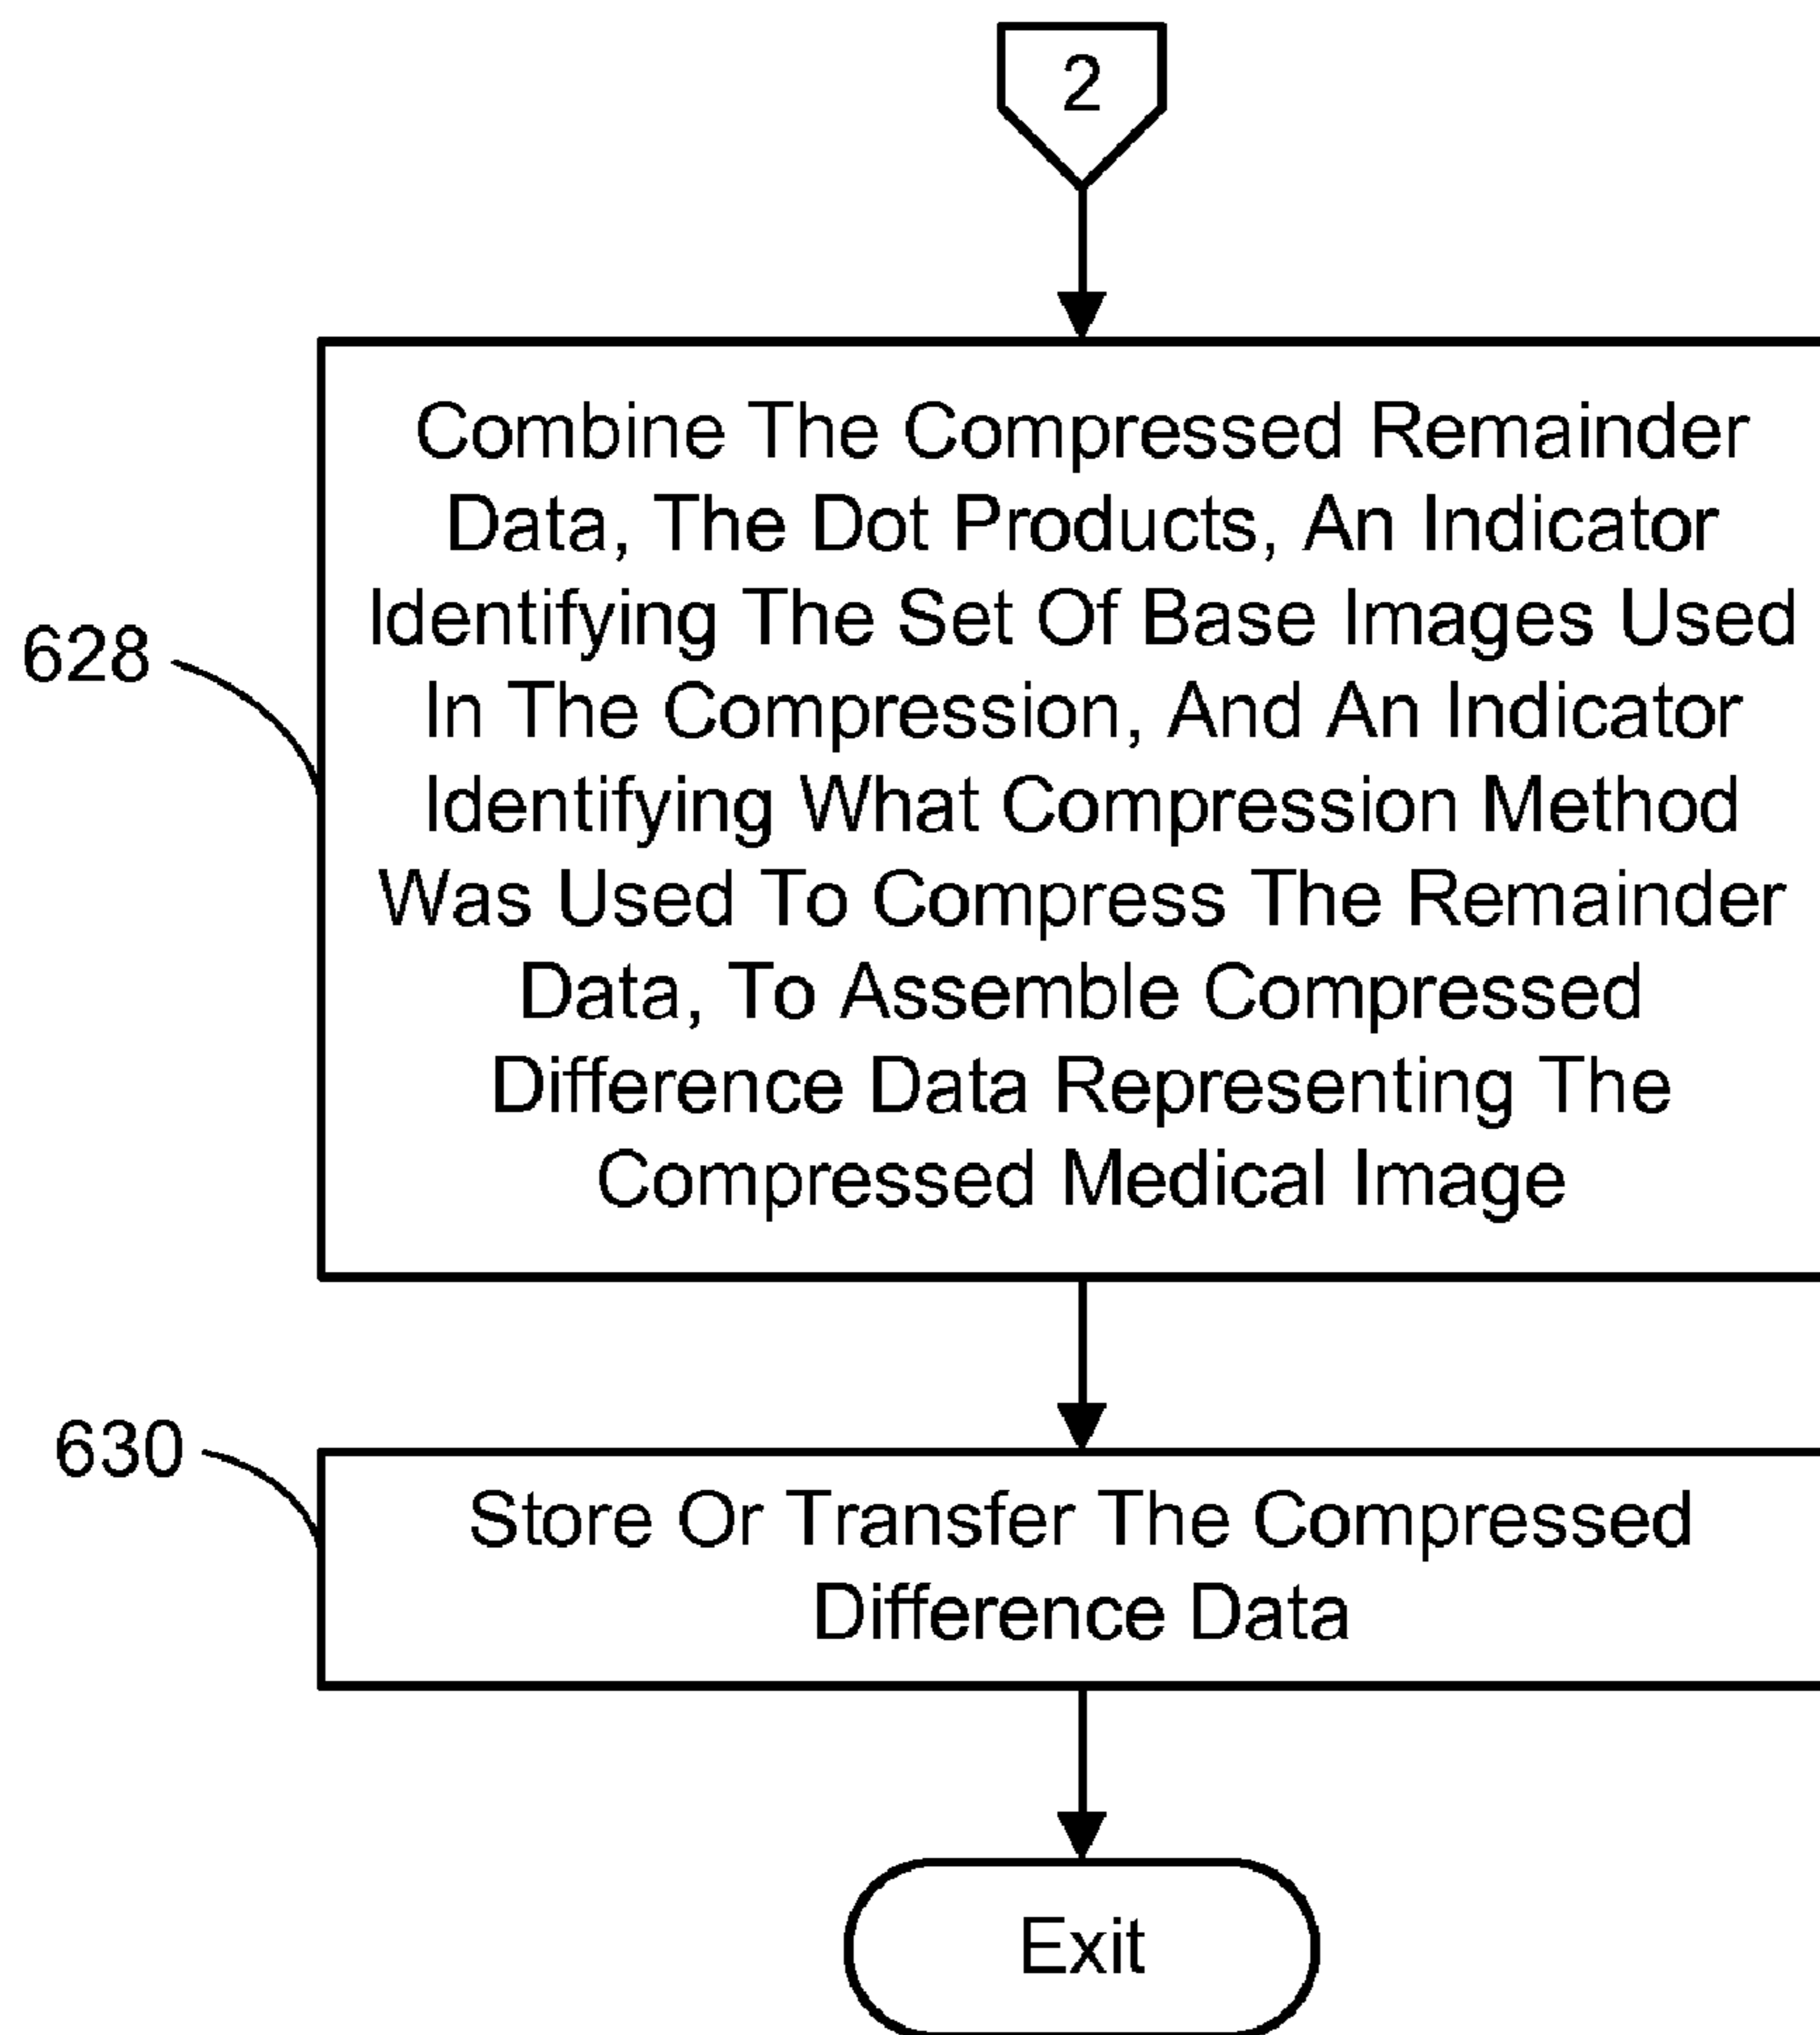 2
Combine The Compressed Remainder
Data, The Dot Products, An Indicator
Identifying The Set Of Base Images Used
In The Compression, And An Indicator
Identifying What Compression Method
Was Used To Compress The Remainder
Data, To Assemble Compressed
Difference Data Representing The
Compressed Medical Image
628
630
Store Or Transfer The Compressed
Difference Data
Exit